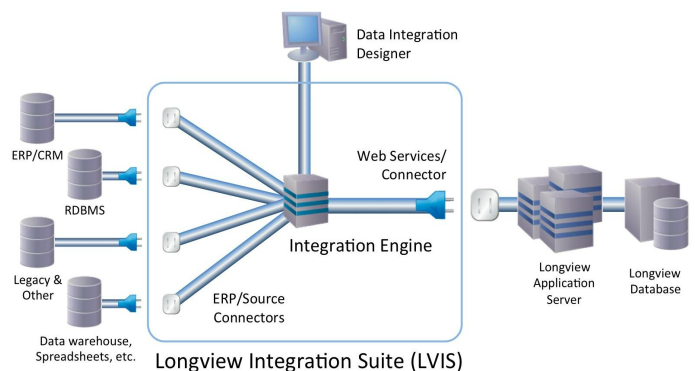 Data Integration
Designer
ERP/CRM
RDBMS
Legacy &
Other
Data warehouse,
Spreadsheets, etc.
ERP/Source
Connectors
Integration Engine
Web Services/
Connector
Longview
Application
Server
Longview
Database
Longview Integration Suite (LVIS)